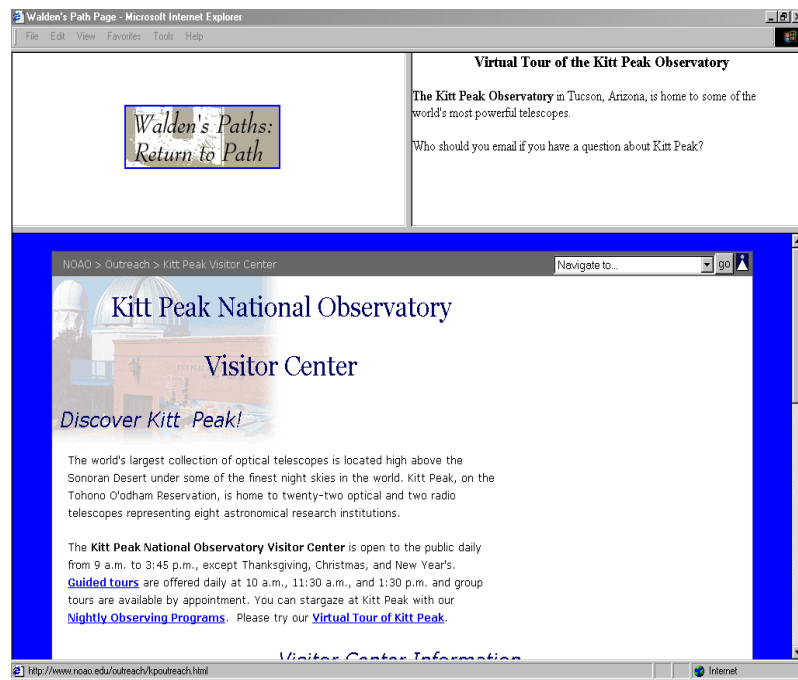 Walden's Path Page - Microsoft Internet Explorer
File Edit View Favorites Tools Help
Walden's Paths:
Return to Path
Virtual Tour of the Kitt Peak Observatory
The Kitt Peak Observatory in Tucson, Arizona, is home to some of the
world's most powerful telescopes.
Who should you email if you have a question about Kitt Peak?
NOAO > Outreach > Kitt Peak Visitor Center
Navigate to...
go
Kitt Peak National Observatory
Visitor Center
Discover Kitt Peak!
The world's largest collection of optical telescopes is located high above the
Sonoran Desert under some of the finest night skies in the world. Kitt Peak, on the
Tohono O'odham Reservation, is home to twenty-two optical and two radio
telescopes representing eight astronomical research institutions.
The Kitt Peak National Observatory Visitor Center is open to the public daily
from 9 a.m. to 3:45 p.m., except Thanksgiving, Christmas, and New Year's.
Guided tours are offered daily at 10 a.m., 11:30 a.m., and 1:30 p.m. and group
tours are available by appointment. You can stargaze at Kitt Peak with our
Nightly Observing Programs. Please try our Virtual Tour of Kitt Peak.
Visitor Center Information
http://www.noao.edu/outreach/kpoutreach.html
Internet